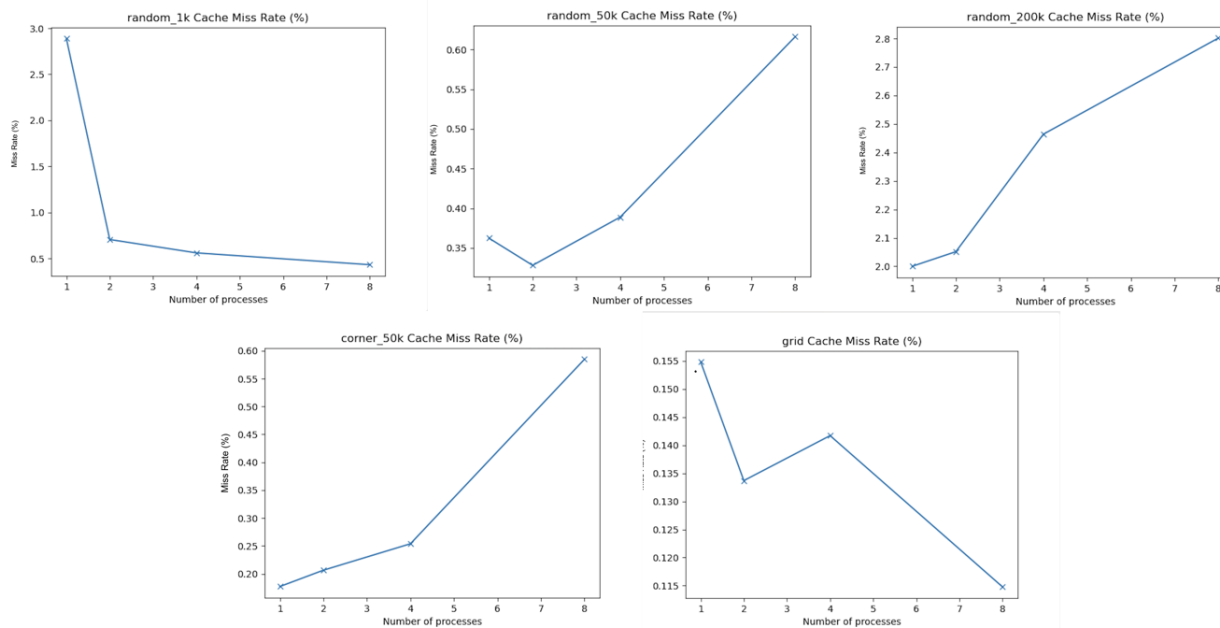 random_1k Cache Miss Rate (%)
3.0
2.5
2.0
1.5
1.0
0.5
Miss Rate (%)
1 2 3 4 5 6 7 8
Number of processes
random_50k Cache Miss Rate (%)
0.60
0.55
0.50
0.45
0.40
0.35
Miss Rate (%)
1 2 3 4 5 6 7 8
Number of processes
random_200k Cache Miss Rate (%)
2.8
2.7
2.6
2.5
2.4
2.3
2.2
2.1
2.0
Miss Rate (%)
1 2 3 4 5 6 7 8
Number of processes
corner_50k Cache Miss Rate (%)
0.60
0.55
0.50
0.45
0.40
0.35
0.30
0.25
0.20
Miss Rate (%)
1 2 3 4 5 6 7 8
Number of processes
grid Cache Miss Rate (%)
0.155
0.150
0.145
0.140
0.135
0.130
0.125
0.120
0.115
1 2 3 4 5 6 7 8
Number of processes